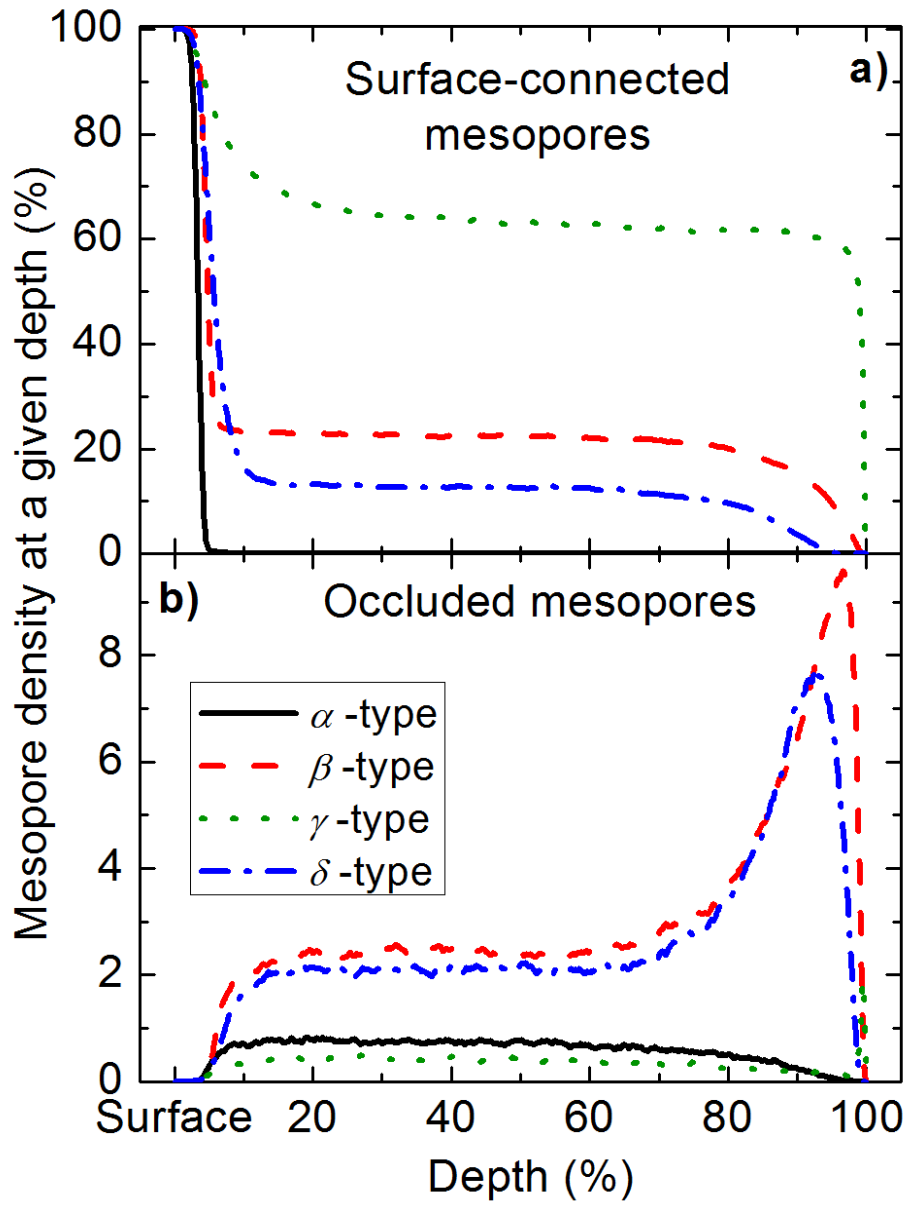 Mesopore density at a given depth (%)
100
80
60
40
20
0
a)
Surface-connected
mesopores
b)
Occluded mesopores
8
6
4
2
0
α -type
β -type
γ -type
δ -type
Surface 20 40 60 80 100
Depth (%)